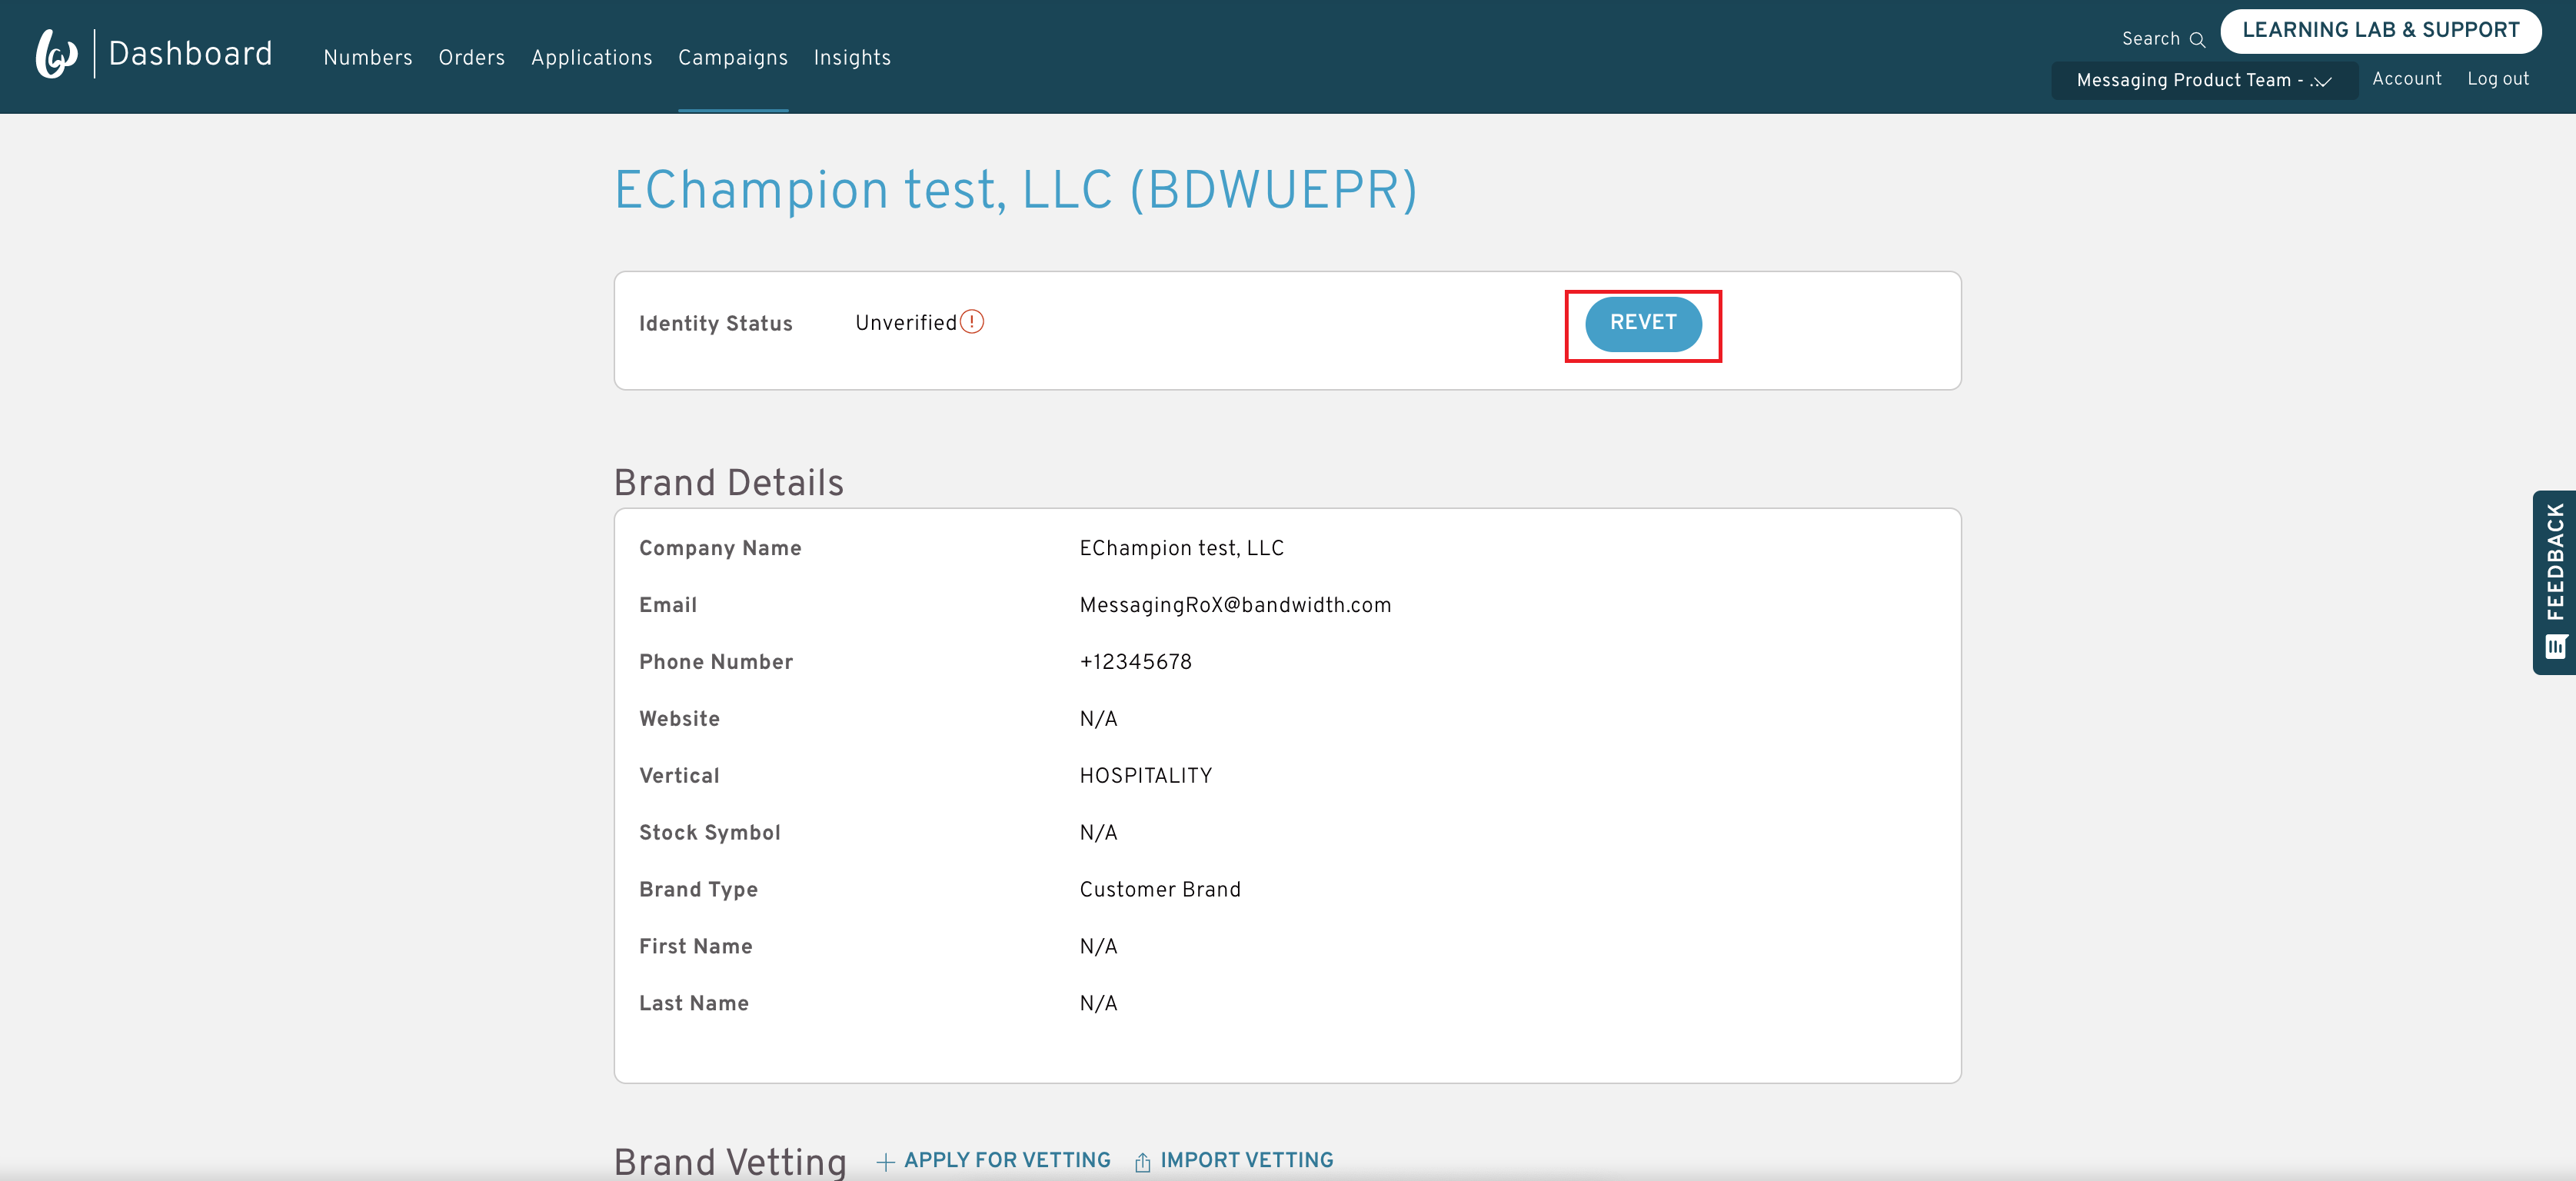 Dashboard Numbers Orders Applications Campaigns Insights
Search LEARNING LAB & SUPPORT
Messaging Product Team - .. Account Log out
EChampion test, LLC (BDWUEPR)
Identity Status Unverified REVET
Brand Details
Company Name EChampion test, LLC
Email MessagingRoX@bandwidth.com
Phone Number +12345678
Website N/A
Vertical HOSPITALITY
Stock Symbol N/A
Brand Type Customer Brand
First Name N/A
Last Name N/A
Brand Vetting + APPLY FOR VETTING IMPORT VETTING
FEEDBACK